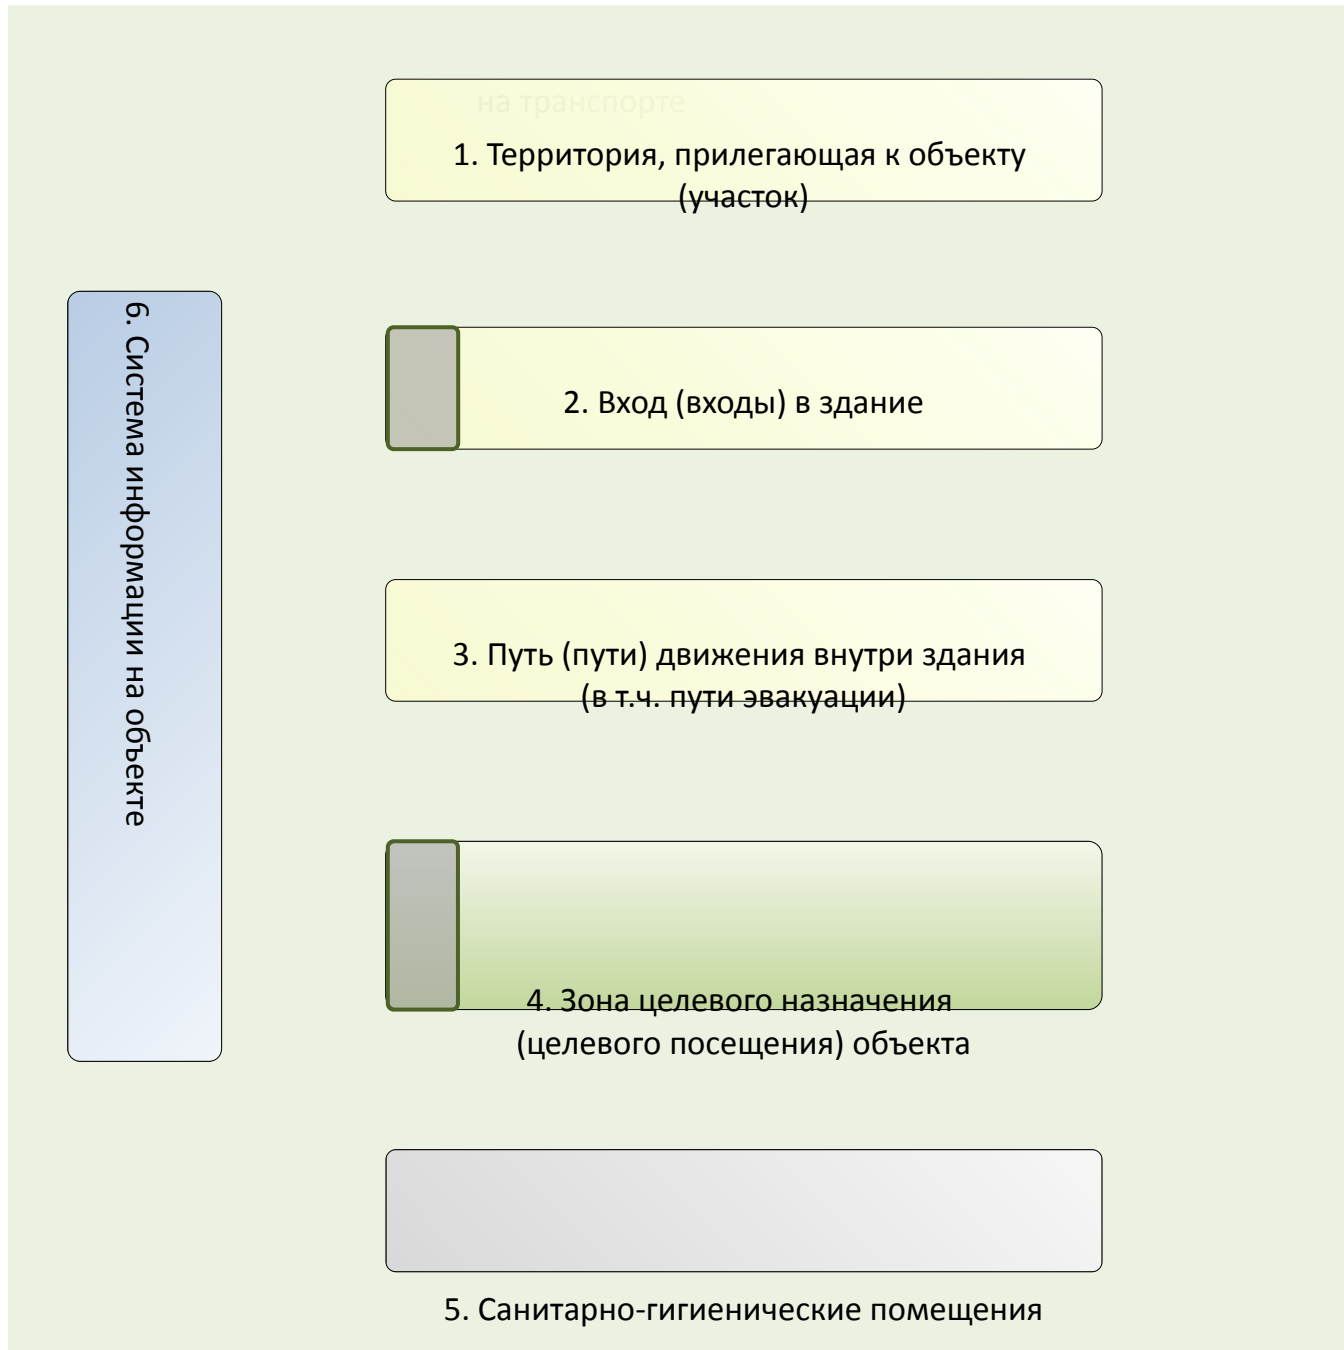 на транспорте
1. Территория, прилегающая к объекту
(участок)
6. Система информации на объекте
2. Вход (входы) в здание
3. Путь (пути) движения внутри здания
(в т.ч. пути эвакуации)
4. Зона целевого назначения
(целевого посещения) объекта
5. Санитарно-гигиенические помещения